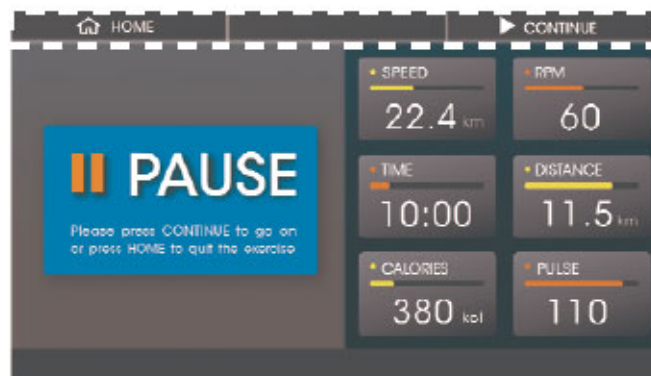 HOME
CONTINUE
PAUSE
Please press CONTINUE to go on
or press HOME to quit the exercise
SPEED
22.4 km
RPM
60
TIME
10:00
DISTANCE
11.5 km
CALORIES
380 kal
PULSE
110